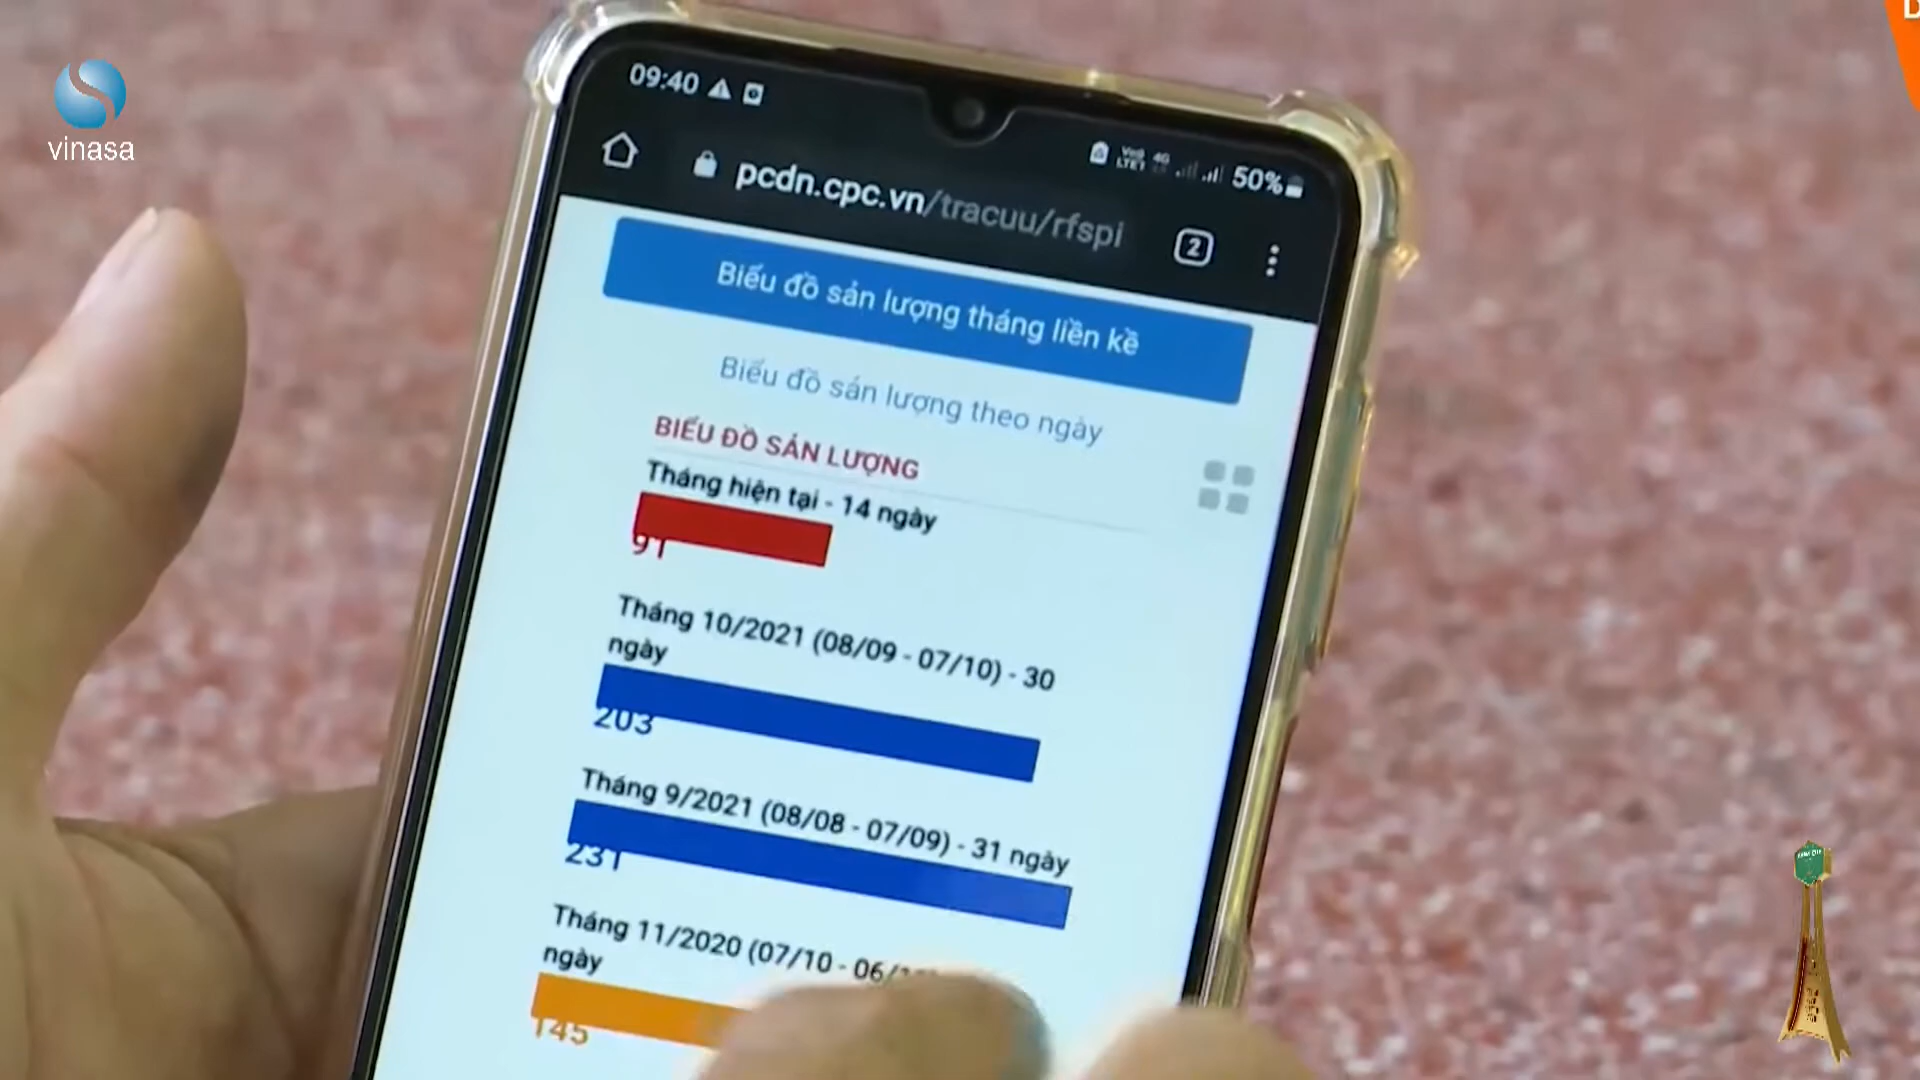 vinasa
D
09:40
50%
pcdn.cpc.vn/tracuu/rfspi
2
Biểu đồ sản lượng tháng liền kề
Biểu đồ sản lượng theo ngày
BIỂU ĐỒ SẢN LƯỢNG
Tháng hiện tại - 14 ngày
91
Tháng 10/2021 (08/09 - 07/10) - 30
ngày
203
Tháng 9/2021 (08/08 - 07/09) - 31 ngày
231
Tháng 11/2020 (07/10 - 06/
ngày
145